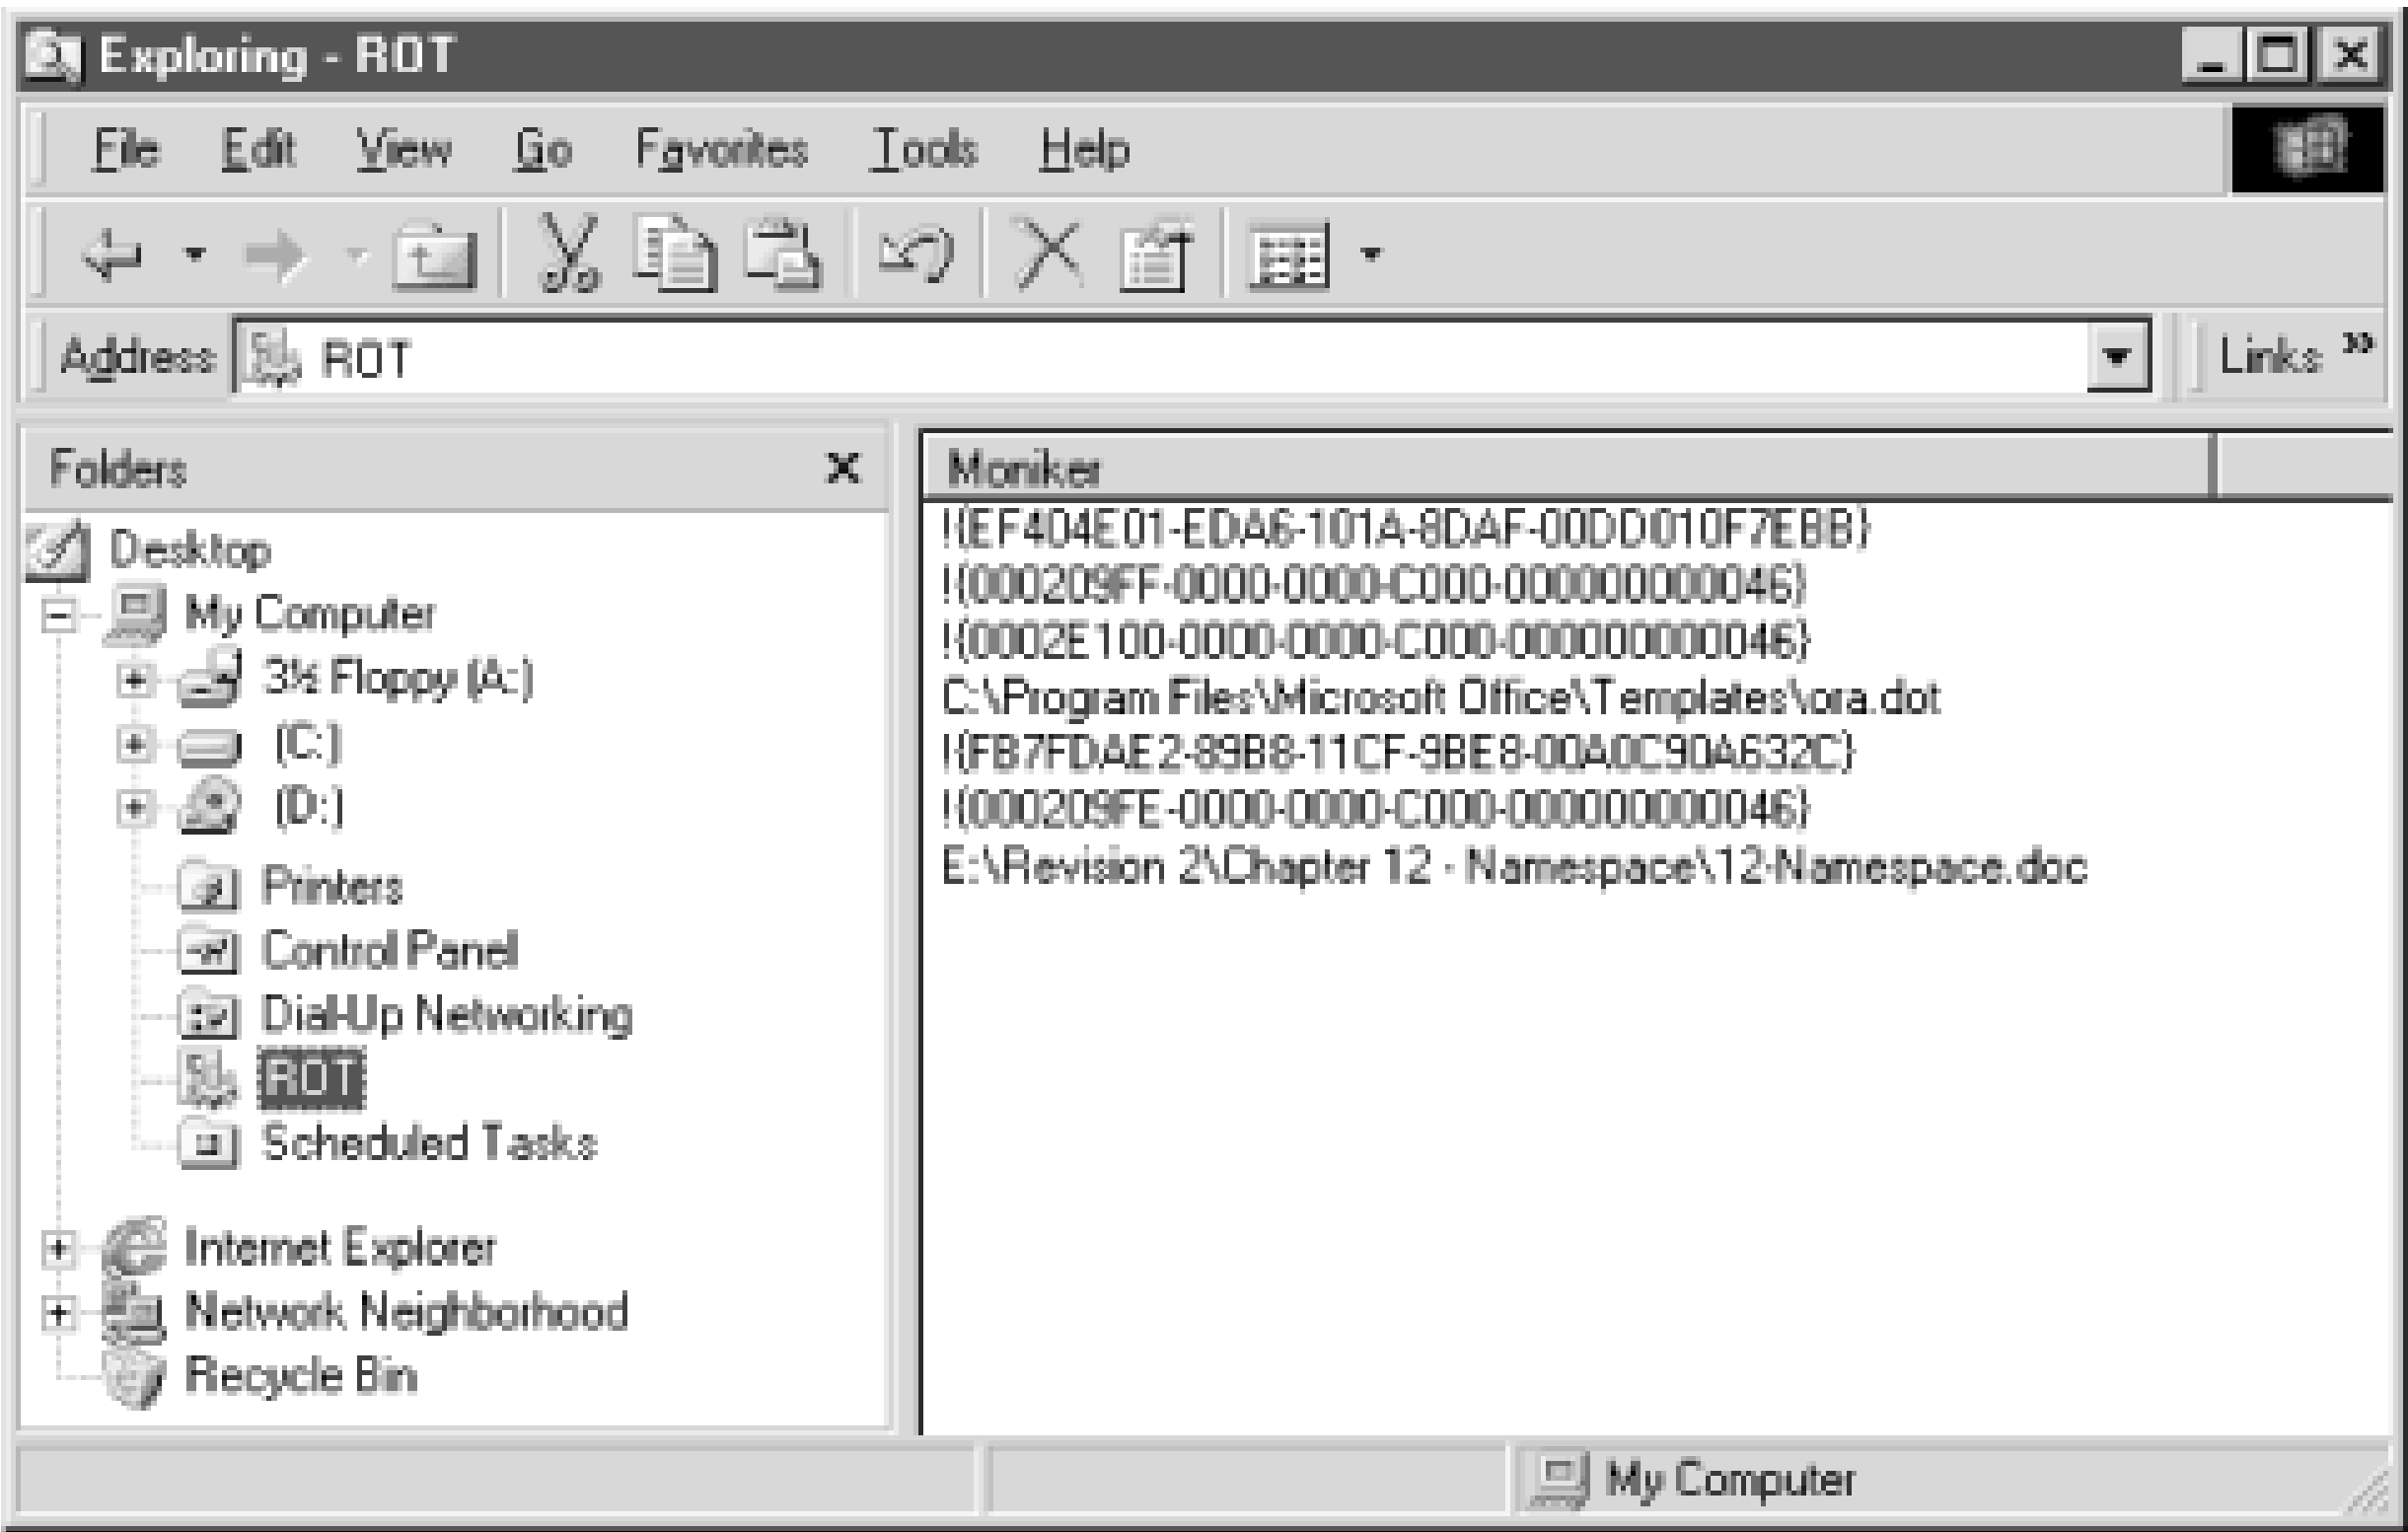 Exploring - ROT
File Edit View Go Favorites Tools Help
Address ROT Links »
Folders
Moniker
Desktop
My Computer
3½ Floppy (A:)
(C:)
(D:)
Printers
Control Panel
Dial-Up Networking
ROT
Scheduled Tasks
Internet Explorer
Network Neighborhood
Recycle Bin
!{EF404E01-EDA6-101A-8DAF-00DD010F7EBB}
!{000209FF-0000-0000-C000-000000000046}
!{0002E100-0000-0000-C000-000000000046}
C:\Program Files\Microsoft Office\Templates\ora.dot
!{FB7FDAE2-89B8-11CF-9BE8-00A0C90A632C}
!{000209FE-0000-0000-C000-000000000046}
E:\Revision 2\Chapter 12 - Namespace\12-Namespace.doc
My Computer